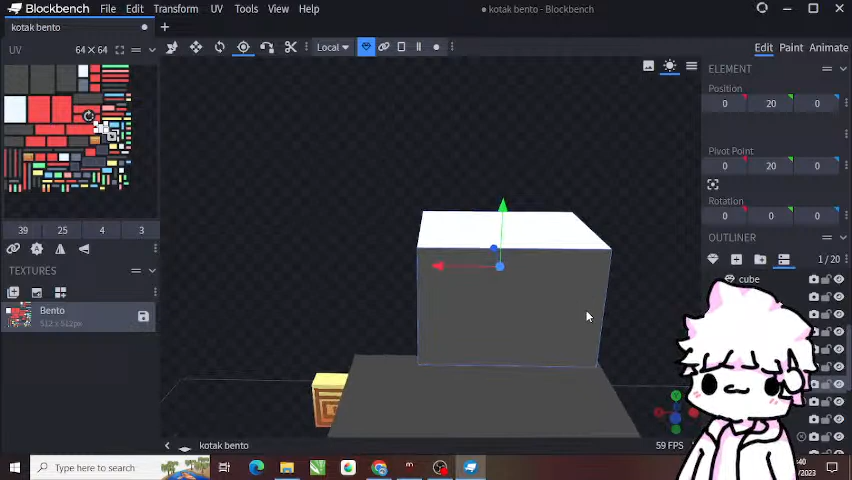 File Edit Transform UV Tools View Help
kotak bento - Blockbench
kotak bento
UV 64 × 64
Local
Edit Paint Animate
ELEMENT
Position
0 20 0
Pivot Point
0 20 0
Rotation
0 0 0
39 25 4 3
OUTLINER
1 / 20
TEXTURES
cube
Bento
512 x 512px
kotak bento
59 FPS
Type here to search